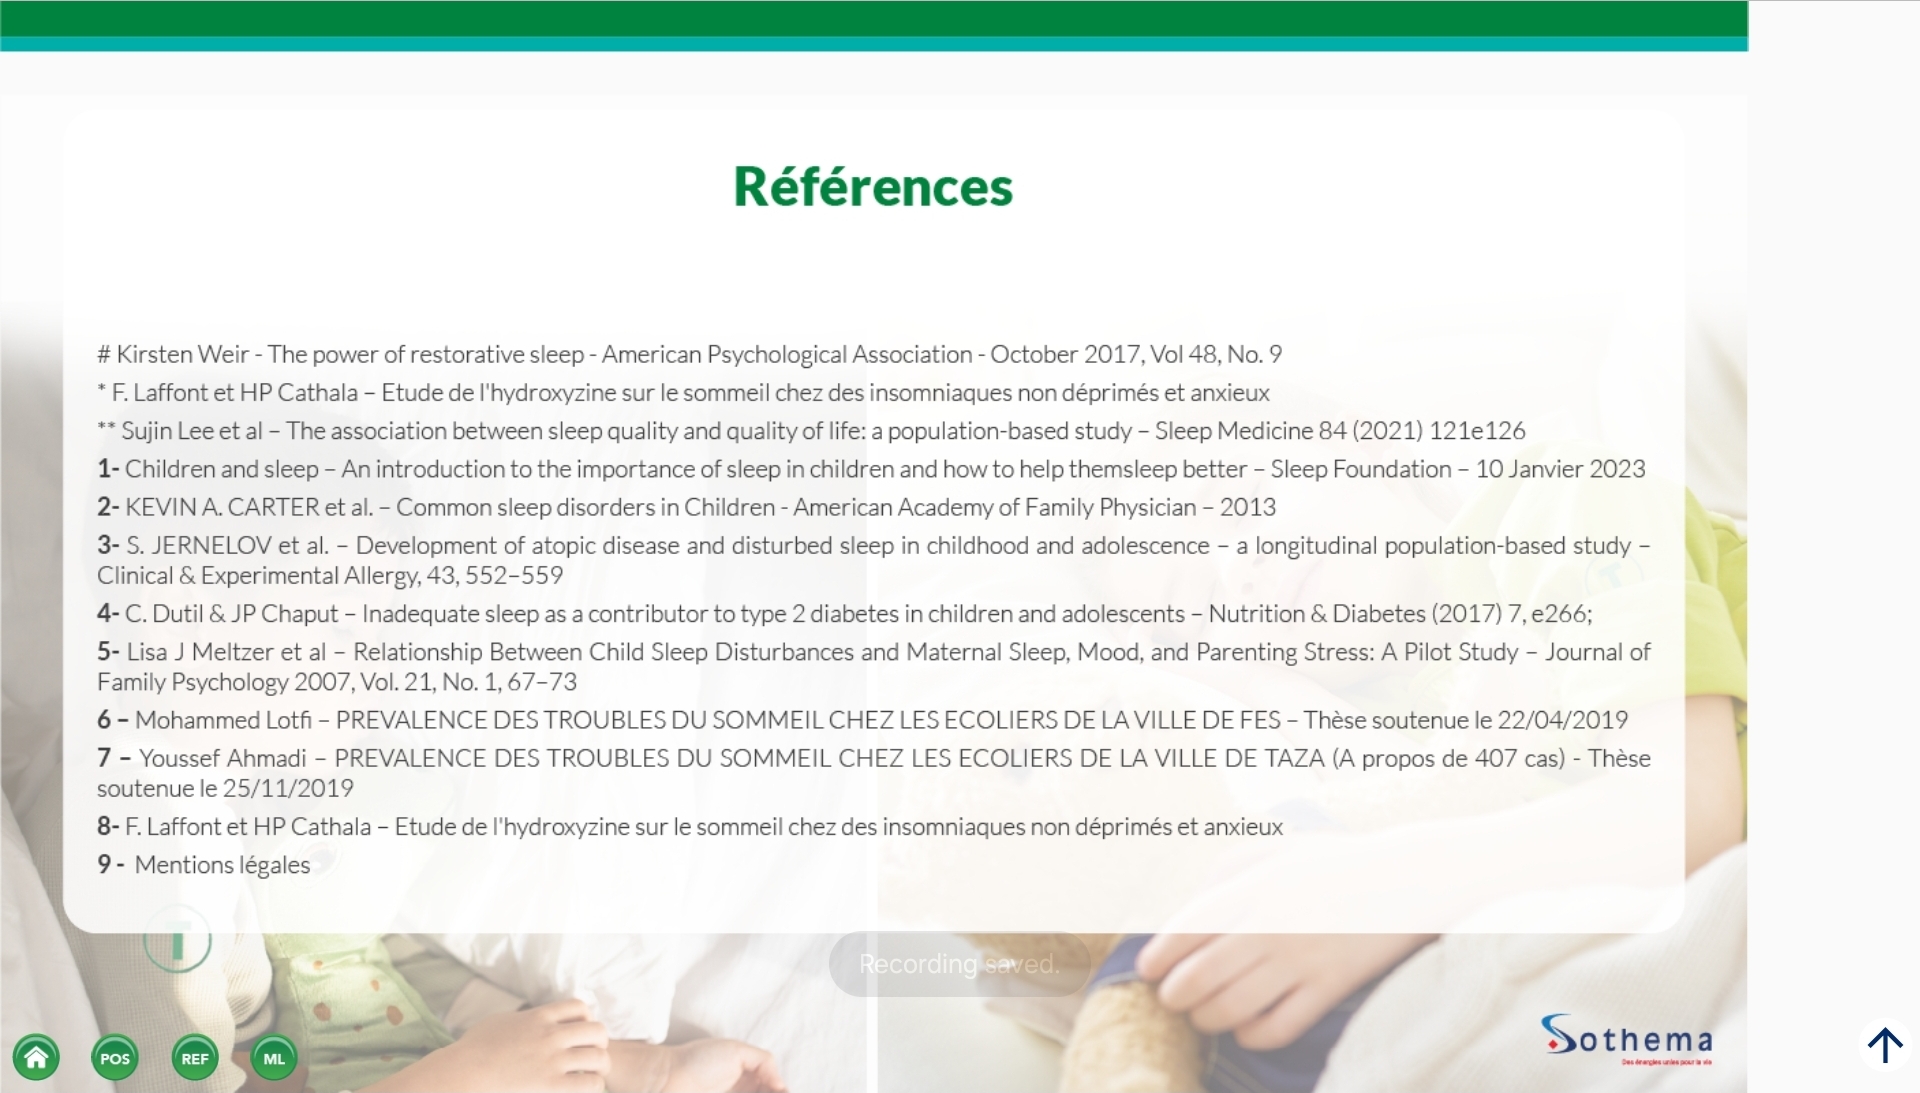 Références
# Kirsten Weir - The power of restorative sleep - American Psychological Association - October 2017, Vol 48, No. 9
* F. Laffont et HP Cathala – Etude de l'hydroxyzine sur le sommeil chez des insomniaques non déprimés et anxieux
** Sujin Lee et al – The association between sleep quality and quality of life: a population-based study – Sleep Medicine 84 (2021) 121e126
1- Children and sleep – An introduction to the importance of sleep in children and how to help themsleep better – Sleep Foundation – 10 Janvier 2023
2- KEVIN A. CARTER et al. – Common sleep disorders in Children - American Academy of Family Physician – 2013
3- S. JERNELOV et al. – Development of atopic disease and disturbed sleep in childhood and adolescence – a longitudinal population-based study –
Clinical & Experimental Allergy, 43, 552–559
4- C. Dutil & JP Chaput – Inadequate sleep as a contributor to type 2 diabetes in children and adolescents – Nutrition & Diabetes (2017) 7, e266;
5- Lisa J Meltzer et al – Relationship Between Child Sleep Disturbances and Maternal Sleep, Mood, and Parenting Stress: A Pilot Study – Journal of
Family Psychology 2007, Vol. 21, No. 1, 67–73
6 – Mohammed Lotfi – PREVALENCE DES TROUBLES DU SOMMEIL CHEZ LES ECOLIERS DE LA VILLE DE FES – Thèse soutenue le 22/04/2019
7 – Youssef Ahmadi – PREVALENCE DES TROUBLES DU SOMMEIL CHEZ LES ECOLIERS DE LA VILLE DE TAZA (A propos de 407 cas) - Thèse
soutenue le 25/11/2019
8- F. Laffont et HP Cathala – Etude de l'hydroxyzine sur le sommeil chez des insomniaques non déprimés et anxieux
9 - Mentions légales
T
T
Recording saved.
POS
REF
ML
Sothema
Des énergies unies pour la vie